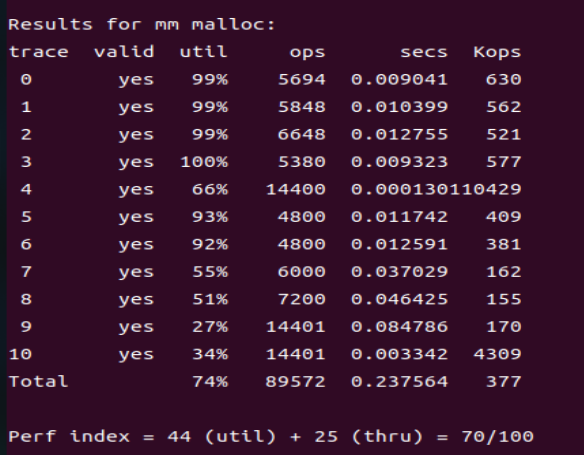 Results for mm malloc:
trace valid util ops secs Kops
0 yes 99% 5694 0.009041 630
1 yes 99% 5848 0.010399 562
2 yes 99% 6648 0.012755 521
3 yes 100% 5380 0.009323 577
4 yes 66% 14400 0.000130110429
5 yes 93% 4800 0.011742 409
6 yes 92% 4800 0.012591 381
7 yes 55% 6000 0.037029 162
8 yes 51% 7200 0.046425 155
9 yes 27% 14401 0.084786 170
10 yes 34% 14401 0.003342 4309
Total 74% 89572 0.237564 377
Perf index = 44 (util) + 25 (thru) = 70/100